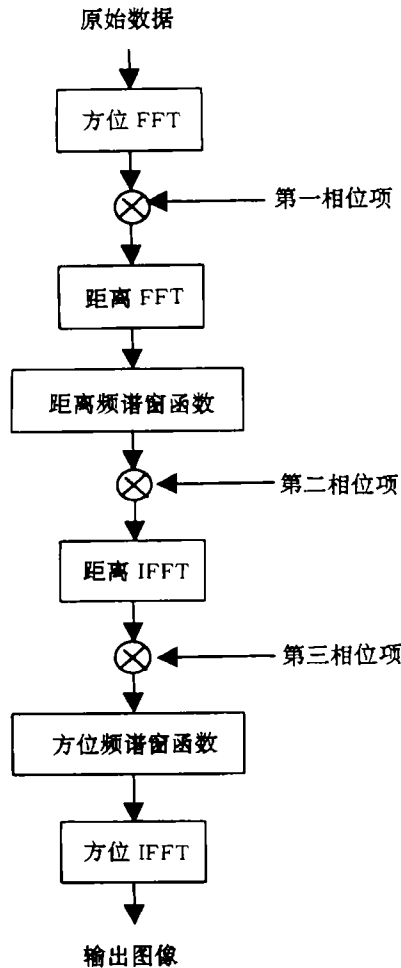 原始数据
方位 FFT
第一相位项
距离 FFT
距离频谱窗函数
第二相位项
距离 IFFT
第三相位项
方位频谱窗函数
方位 IFFT
输出图像